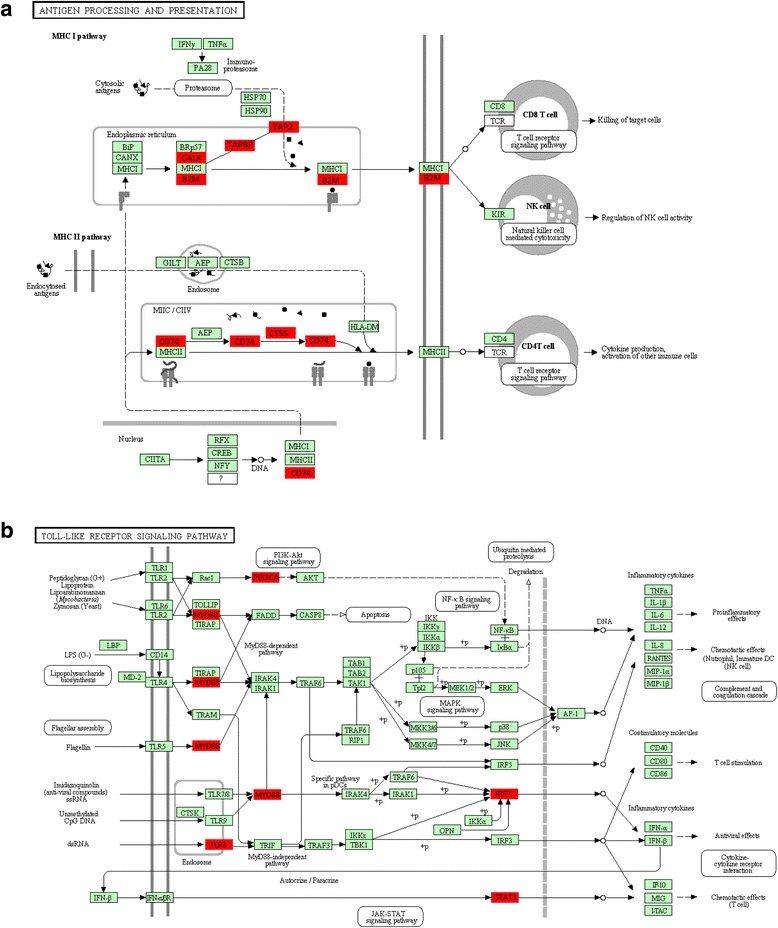 a
ANTIGEN PROCESSING AND PRESENTATION
MHC I pathway
IFNγ
TNFα
PA28
Immuno-
proteasome
Cytosolic
antigens
Proteasome
HSP70
HSP90
TAP2
Endoplasmic reticulum
BiP
CANX
MHCI
BRp57
CALR
MHCI
B2M
TAPBP
MHCI
B2M
MHCI
B2M
CD8
TCR
CD8 T cell
T cell receptor
signaling pathway
Killing of target cells
KIR
NK cell
Natural killer cell
mediated cytotoxicity
Regulation of NK cell activity
MHC II pathway
Endocytosed
antigens
GILT
AEP
CTSB
Endosome
MIIC / CIIV
CD74
MHCII
AEP
CD74
CTSS
CD74
HLA-DM
MHCII
CD4
TCR
CD4T cell
T cell receptor
signaling pathway
Cytokine production,
activation of other immune cells
Nucleus
CIITA
RFX
CREB
NFY
?
DNA
MHCI
MHCII
CD74
b
TOLL-LIKE RECEPTOR SIGNALING PATHWAY
Peptidoglycan (G+)
Lipoprotein
Lipoarabinomannan
(Mycobacteria)
Zymosan (Yeast)
TLR1
TLR2
TLR6
TLR2
Rac1
PIK3CA
AKT
PI3K-Akt
signaling pathway
TOLLIP
MYD88
TIRAP
FADD
CASP8
Apoptosis
Ubiquitin mediated
proteolysis
Degradation
NF-κB signaling
pathway
IKK
IKKγ
IKKα
IKKβ
+p
NF-κB
IκBα
DNA
LBP
LPS (G-)
CD14
MD-2
TLR4
Lipopolysaccharide
biosynthesis
TIRAP
MYD88
TRAM
MyD88-dependent
pathway
IRAK4
IRAK1
TRAF6
TAB1
TAB2
TAK1
p105
Tpl2
+p
MEK1/2
+p
ERK
MAPK
signaling pathway
+p
+p
MKK3/6
+p
p38
MKK4/7
+p
JNK
+p
+p
AP-1
Flagellar assembly
Flagellin
TLR5
MYD88
TRAF6
RIP1
IRF5
Imidazoquinolin
(anti-viral compounds)
ssRNA
TLR7/8
MYD88
Specific pathway
in pDCs
IRAK4
+p
IRAK1
TRAF6
+p
+p
IRF7
Unmethylated
CpG DNA
CTSK
TLR9
dsRNA
TLR3
Endosome
TRIF
TRAF3
IKKε
TBK1
+p
+p
OPN
IKKα
IRF3
MyD88-independent
pathway
Autocrine / Paracrine
IFN-β
IFN-αβR
STAT1
JAK-STAT
signaling pathway
Inflammatory cytokines
TNFα
IL-1β
IL-6
IL-12
Proinflammatory
effects
IL-8
RANTES
MIP-1α
MIP-1β
Chemotactic effects
(Nutrophil, Immature DC
(NK cell)
Complement and
coagulation cascade
Costimulatory molecules
CD40
CD80
CD86
T cell stimulation
Inflammatory cytokines
IFN-α
IFN-β
Antiviral effects
Cytokine-
cytokine receptor
interaction
IR10
MIG
I-TAC
Chemotactic effects
(T cell)